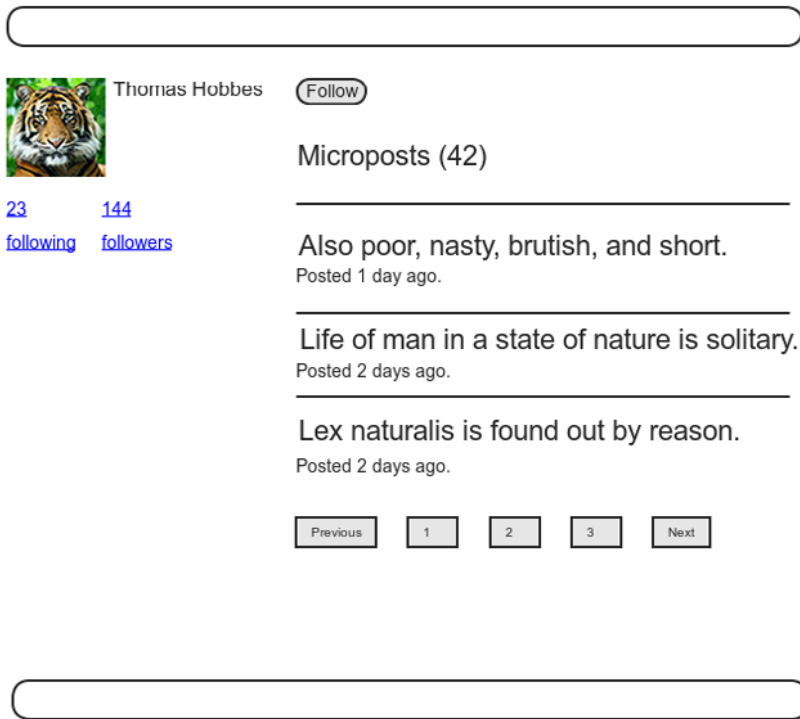 Thomas Hobbes
23 144
following followers
Follow
Microposts (42)
Also poor, nasty, brutish, and short.
Posted 1 day ago.
Life of man in a state of nature is solitary.
Posted 2 days ago.
Lex naturalis is found out by reason.
Posted 2 days ago.
Previous 1 2 3 Next